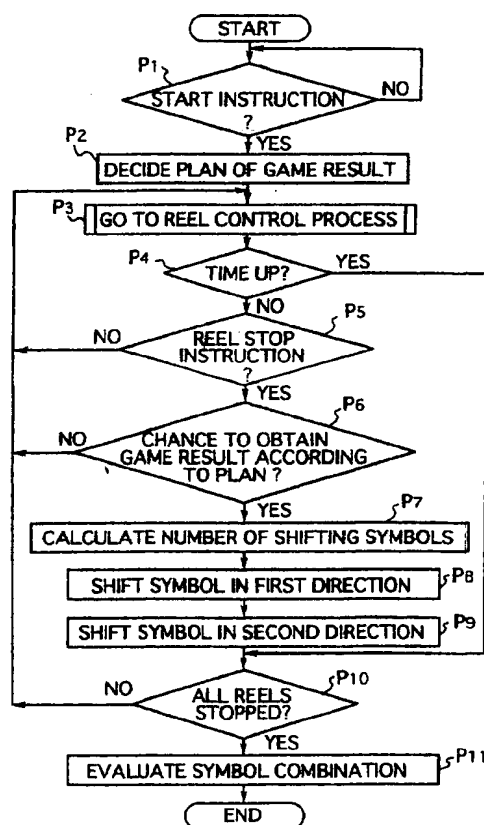 START
P1
START INSTRUCTION
?
NO
YES
P2
DECIDE PLAN OF GAME RESULT
P3
GO TO REEL CONTROL PROCESS
P4
TIME UP?
YES
NO
P5
REEL STOP
INSTRUCTION
?
NO
YES
P6
CHANCE TO OBTAIN
GAME RESULT ACCORDING
TO PLAN ?
NO
YES
P7
CALCULATE NUMBER OF SHIFTING SYMBOLS
SHIFT SYMBOL IN FIRST DIRECTION
P8
SHIFT SYMBOL IN SECOND DIRECTION
P9
P10
NO
ALL REELS
STOPPED?
YES
EVALUATE SYMBOL COMBINATION
P11
END